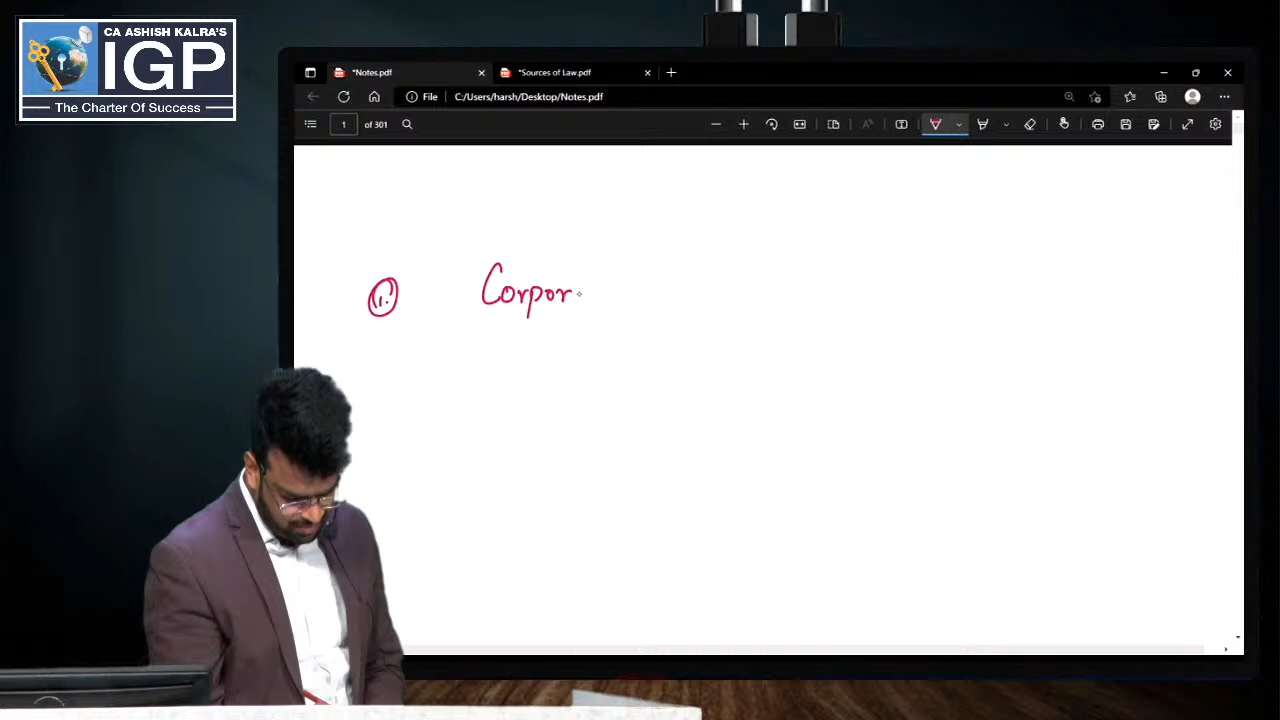 CA ASHISH KALRA'S
IGP
The Charter Of Success
*Notes.pdf
*Sources of Law.pdf
File C:/Users/harsh/Desktop/Notes.pdf
1 of 301
1. Corpor